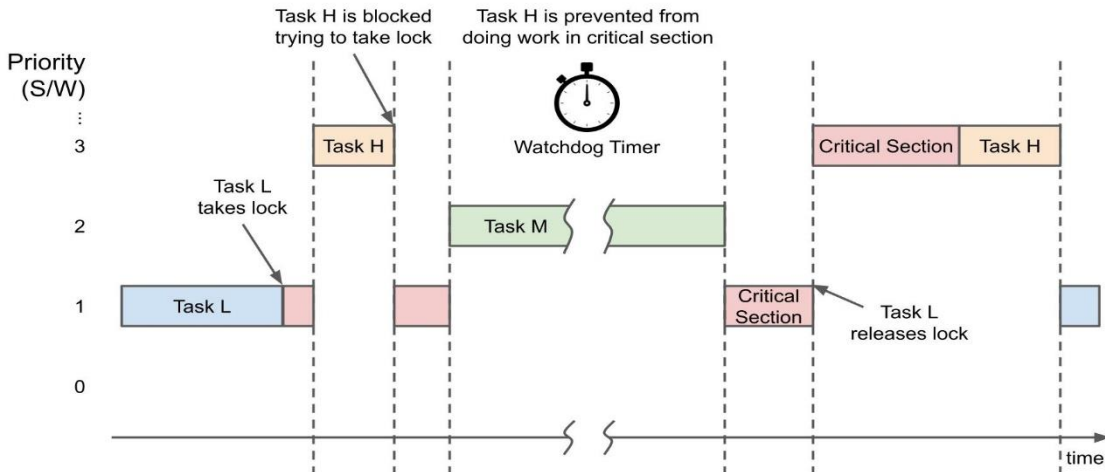 Task H is blocked
trying to take lock
Task H is prevented from
doing work in critical section
Priority
(S/W)
...
3
Task H
Watchdog Timer
Critical Section
Task H
Task L
takes lock
2
Task M
1
Task L
Critical
Section
Task L
releases lock
0
time